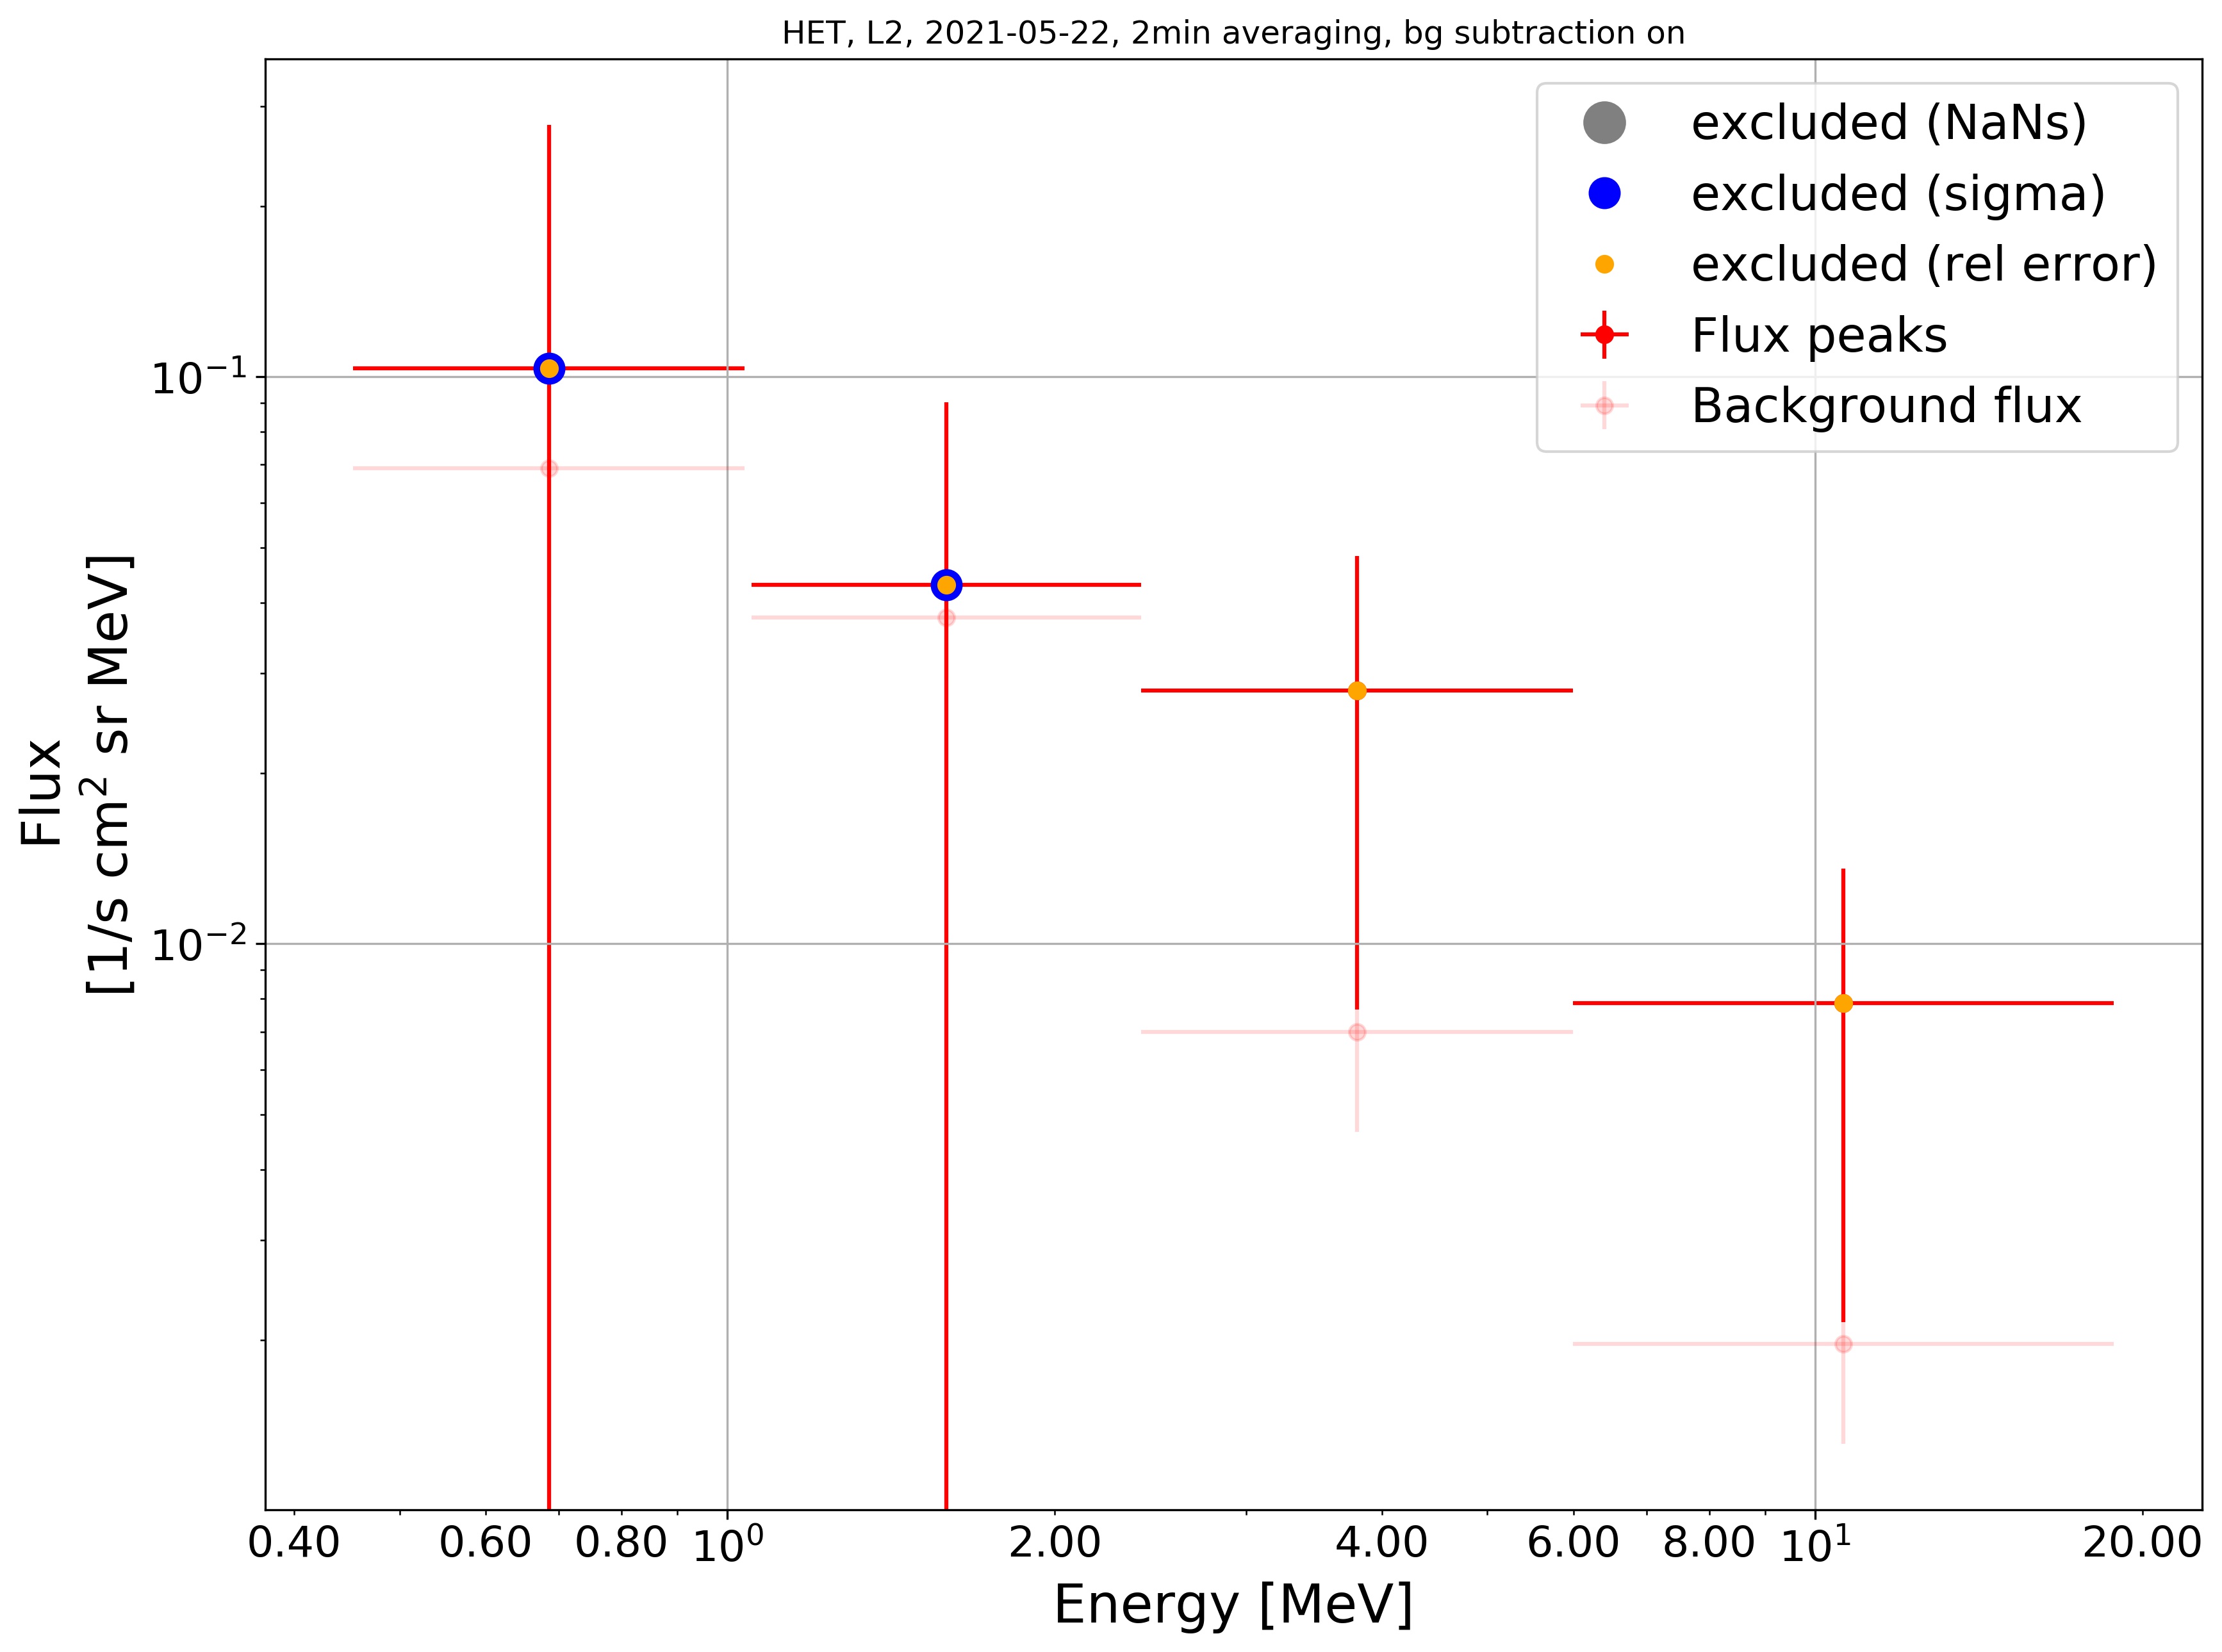 HET, L2, 2021-05-22, 2min averaging, bg subtraction on
excluded (NaNs)
excluded (sigma)
excluded (rel error)
Flux peaks
Background flux
10⁻¹
10⁻²
Flux
[1/s cm² sr MeV]
0.40 0.60 0.80 10⁰ 2.00 4.00 6.00 8.00 10¹ 20.00
Energy [MeV]